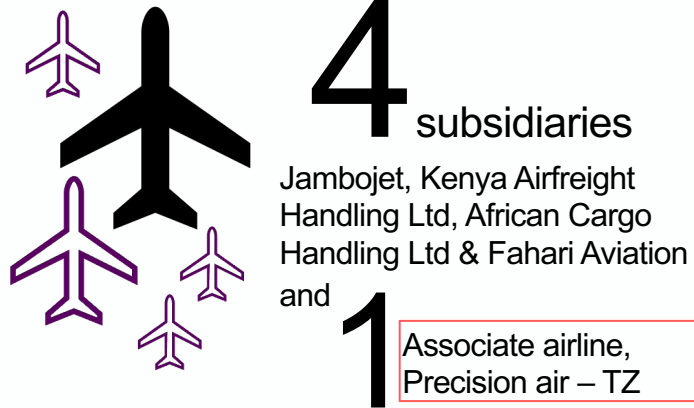 4 subsidiaries
Jambojet, Kenya Airfreight
Handling Ltd, African Cargo
Handling Ltd & Fahari Aviation
and
1 Associate airline,
Precision air – TZ